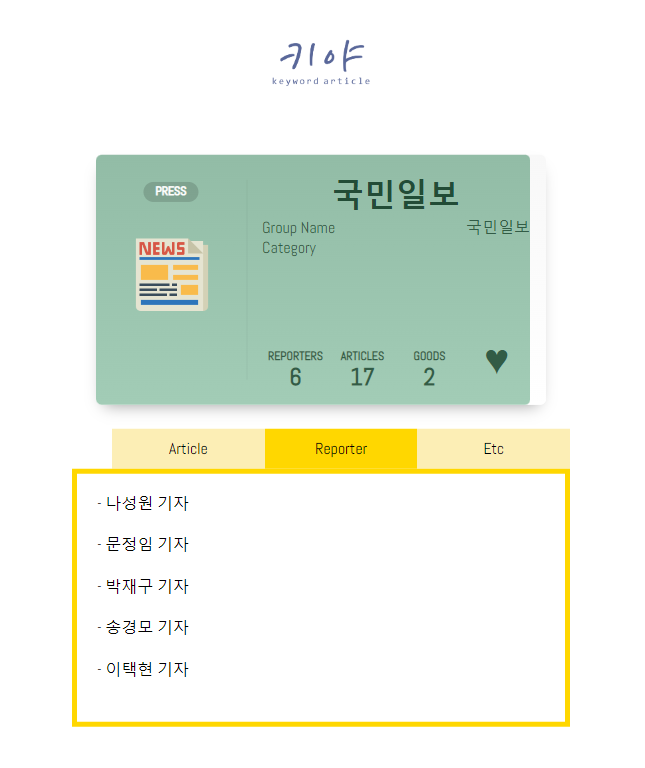 키야
keyword article
PRESS
NEWS
국민일보
Group Name 국민일보
Category
REPORTERS ARTICLES GOODS
6 17 2 ♥
Article Reporter Etc
- 나성원 기자
- 문정임 기자
- 박재구 기자
- 송경모 기자
- 이택현 기자